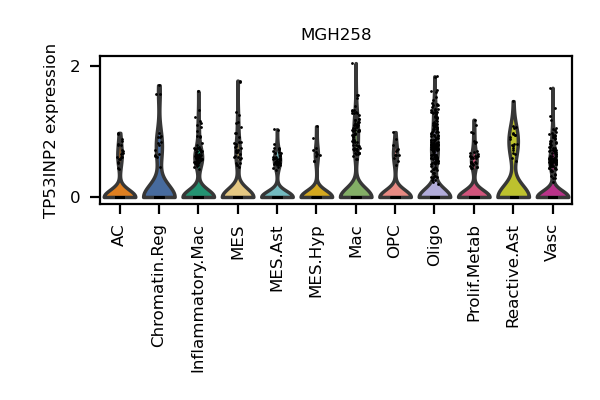 MGH258
TP53INP2 expression
2
0
AC
Chromatin.Reg
Inflammatory.Mac
MES
MES.Ast
MES.Hyp
Mac
OPC
Oligo
Prolif.Metab
Reactive.Ast
Vasc